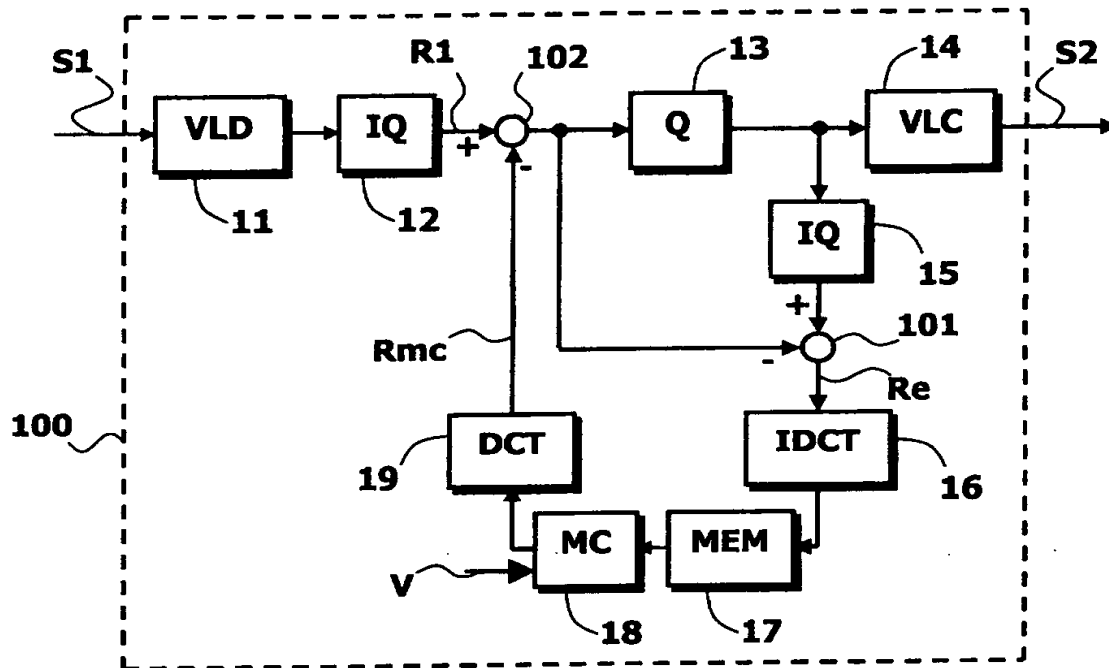 S1
R1
102
13
14
S2
VLD
IQ
+
-
Q
VLC
11
12
IQ
15
+
101
-
Rmc
Re
100
19
DCT
IDCT
16
MC
MEM
V
18
17